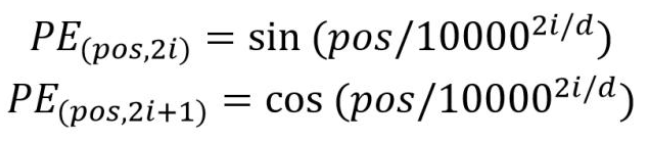 PE₍pos,2i₎ = sin (pos/10000^{2i/d})
PE₍pos,2i+1₎ = cos (pos/10000^{2i/d})